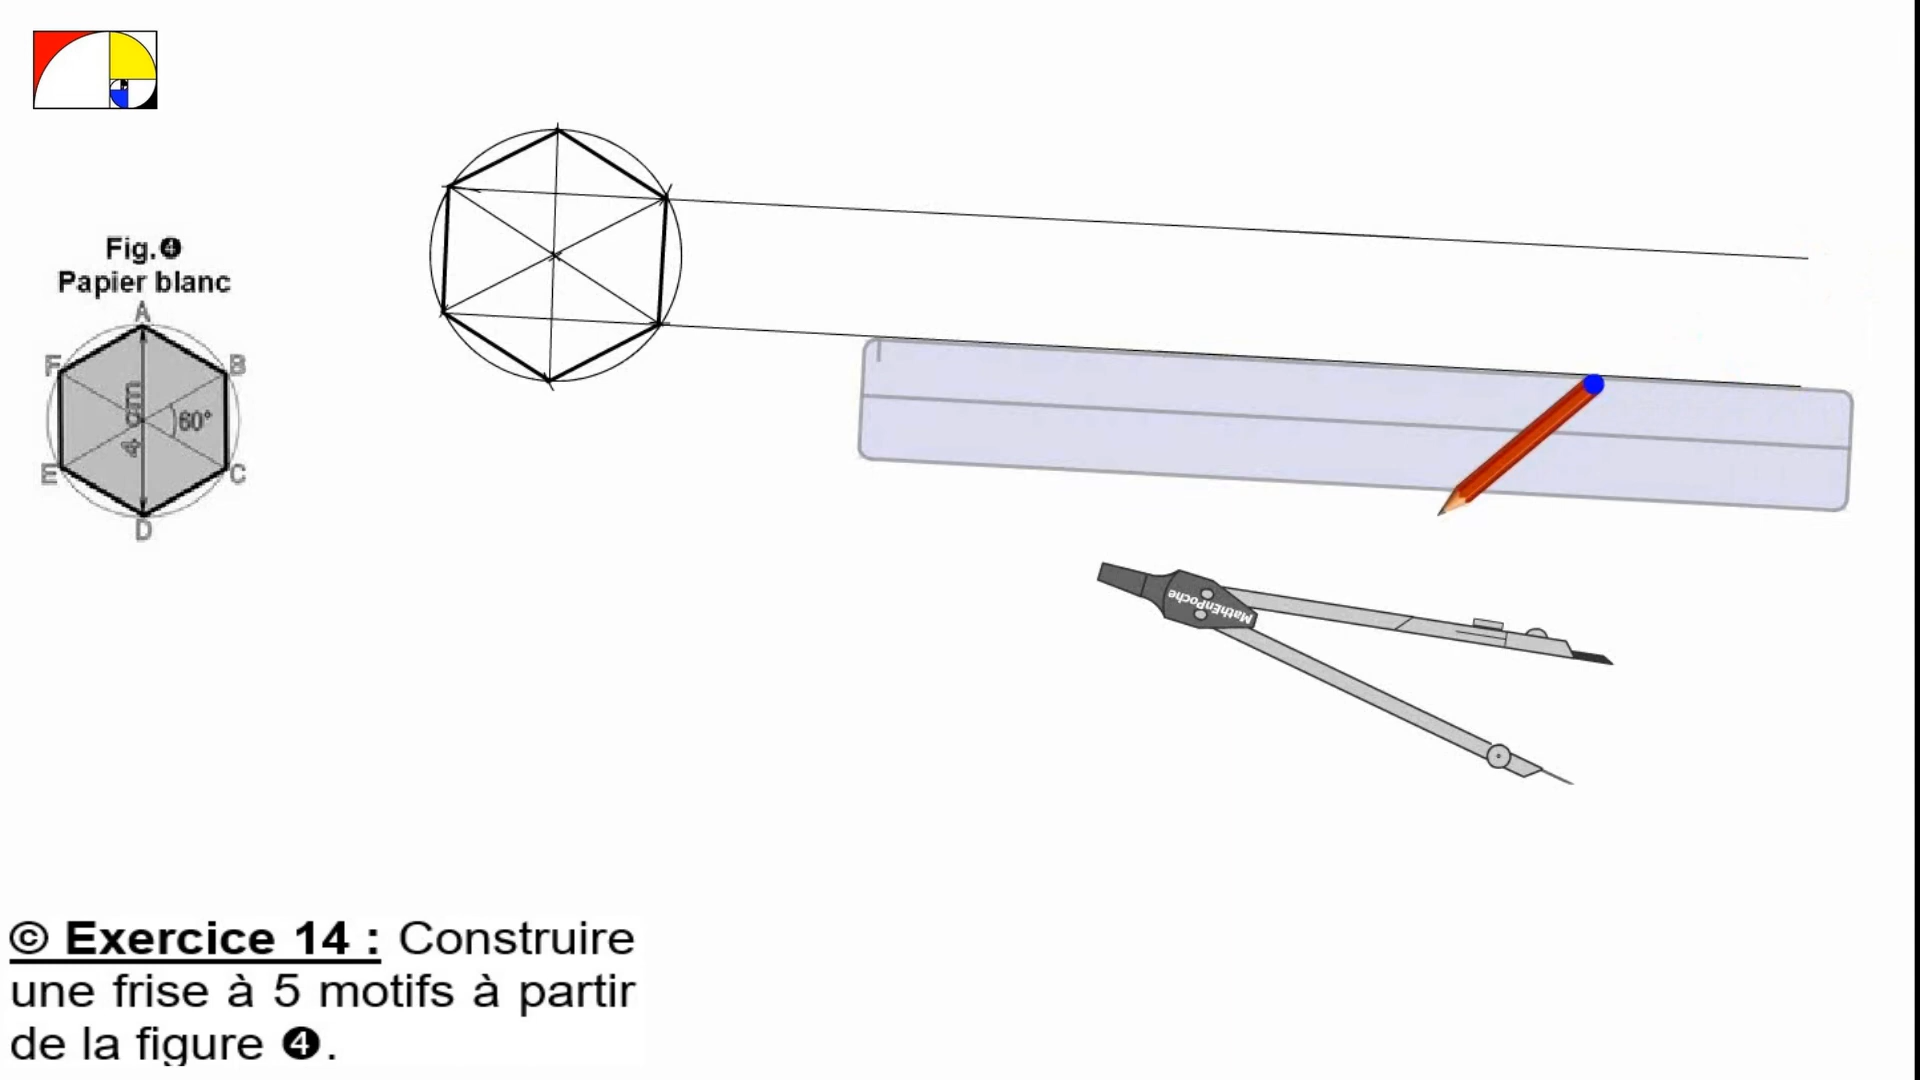 Fig.❹
Papier blanc
A
F
B
4 cm
60°
E
C
D
MathEnPoche
© Exercice 14 : Construire
une frise à 5 motifs à partir
de la figure ❹.